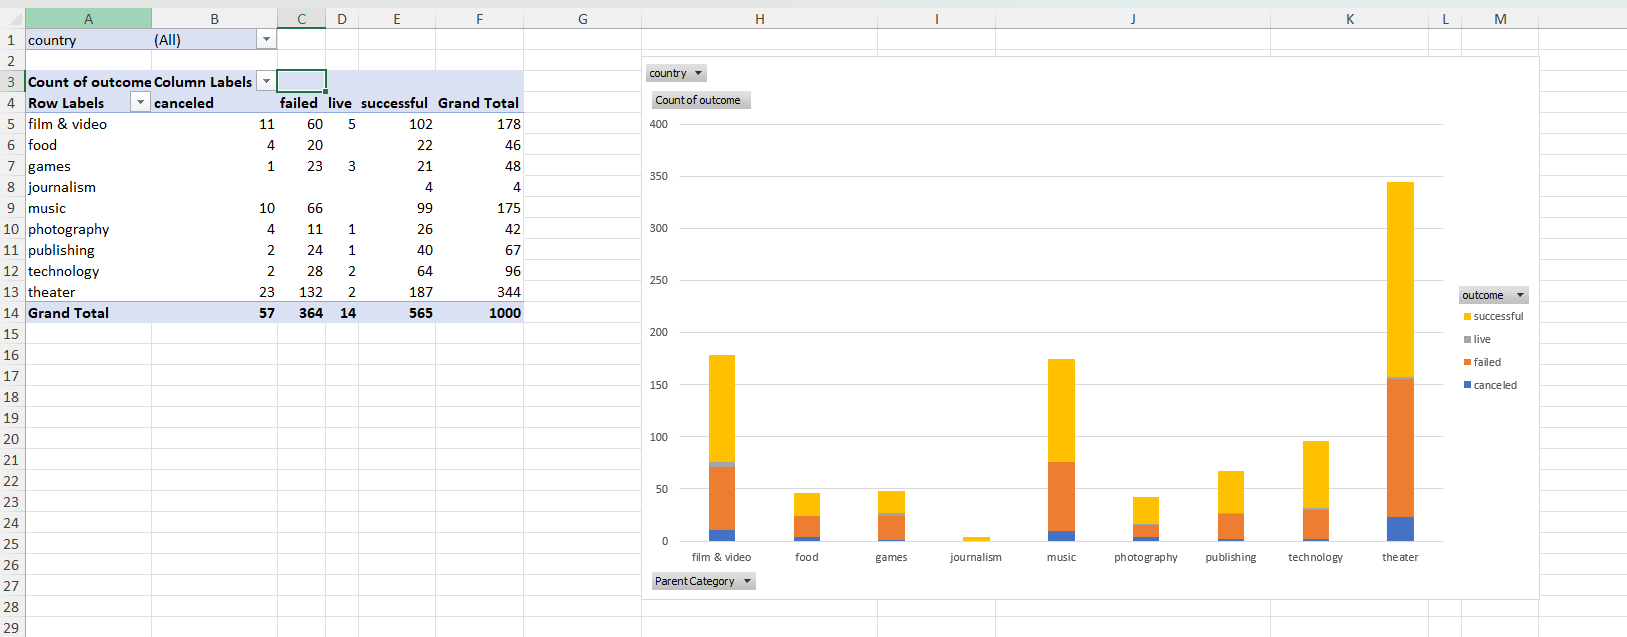 A B C D E F G H I J K L M
1 country (All)
2
3 Count of outcome Column Labels
4 Row Labels canceled failed live successful Grand Total
5 film & video 11 60 5 102 178
6 food 4 20 22 46
7 games 1 23 3 21 48
8 journalism 4 4
9 music 10 66 99 175
10 photography 4 11 1 26 42
11 publishing 2 24 1 40 67
12 technology 2 28 2 64 96
13 theater 23 132 2 187 344
14 Grand Total 57 364 14 565 1000
15
16
17
18
19
20
21
22
23
24
25
26
27
28
29
country
Count of outcome
400
350
300
250
200
150
100
50
0
film & video food games journalism music photography publishing technology theater
Parent Category
outcome
successful
live
failed
canceled